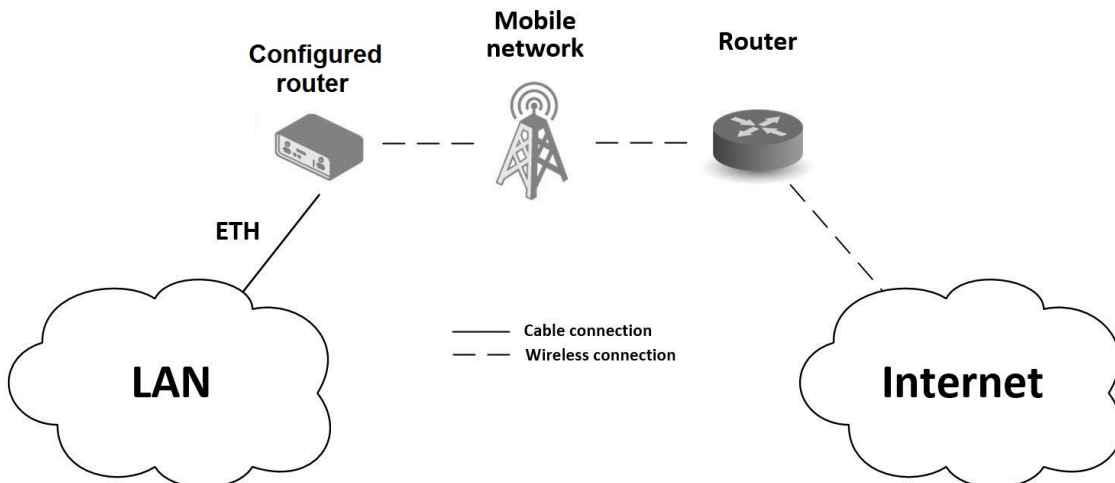 Mobile
network
Router
Configured
router
ETH
Cable connection
Wireless connection
LAN
Internet